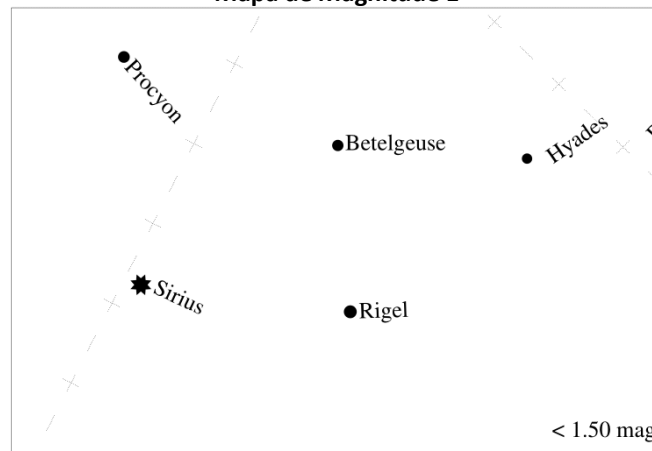 Mapa de Magnitude 1
Procyon
Betelgeuse
Hyades
Sirius
Rigel
< 1.50 mag